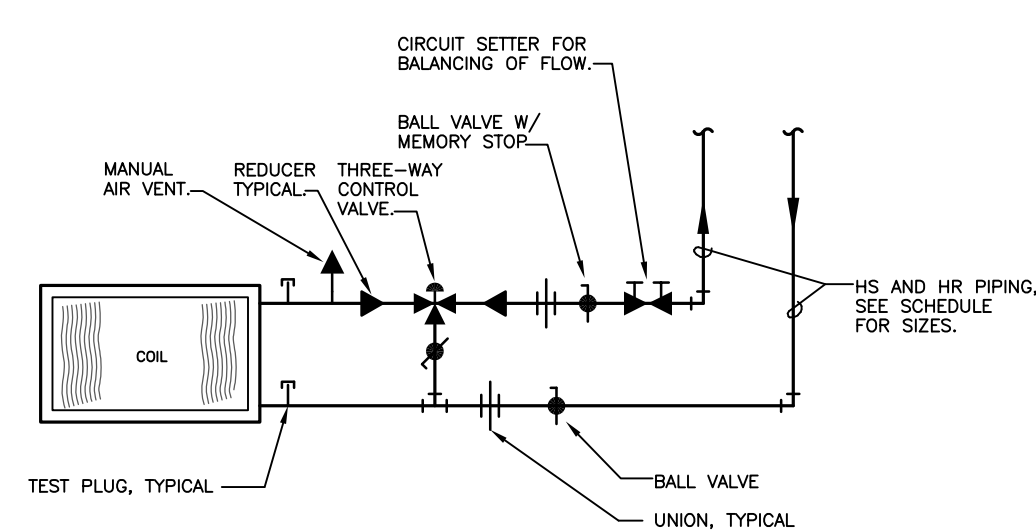 CIRCUIT SETTER FOR
BALANCING OF FLOW.
BALL VALVE W/
MEMORY STOP
MANUAL
AIR VENT.
REDUCER
TYPICAL.
THREE-WAY
CONTROL
VALVE.
HS AND HR PIPING,
SEE SCHEDULE
FOR SIZES.
COIL
TEST PLUG, TYPICAL
BALL VALVE
UNION, TYPICAL